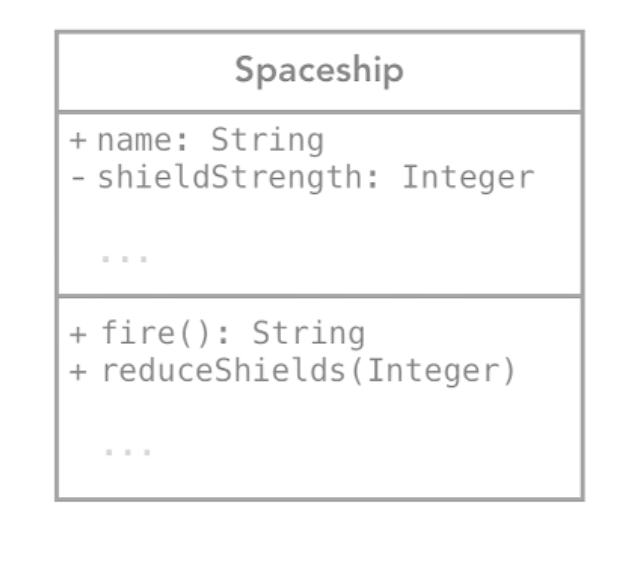 Spaceship
+ name: String
- shieldStrength: Integer
...
+ fire(): String
+ reduceShields(Integer)
...